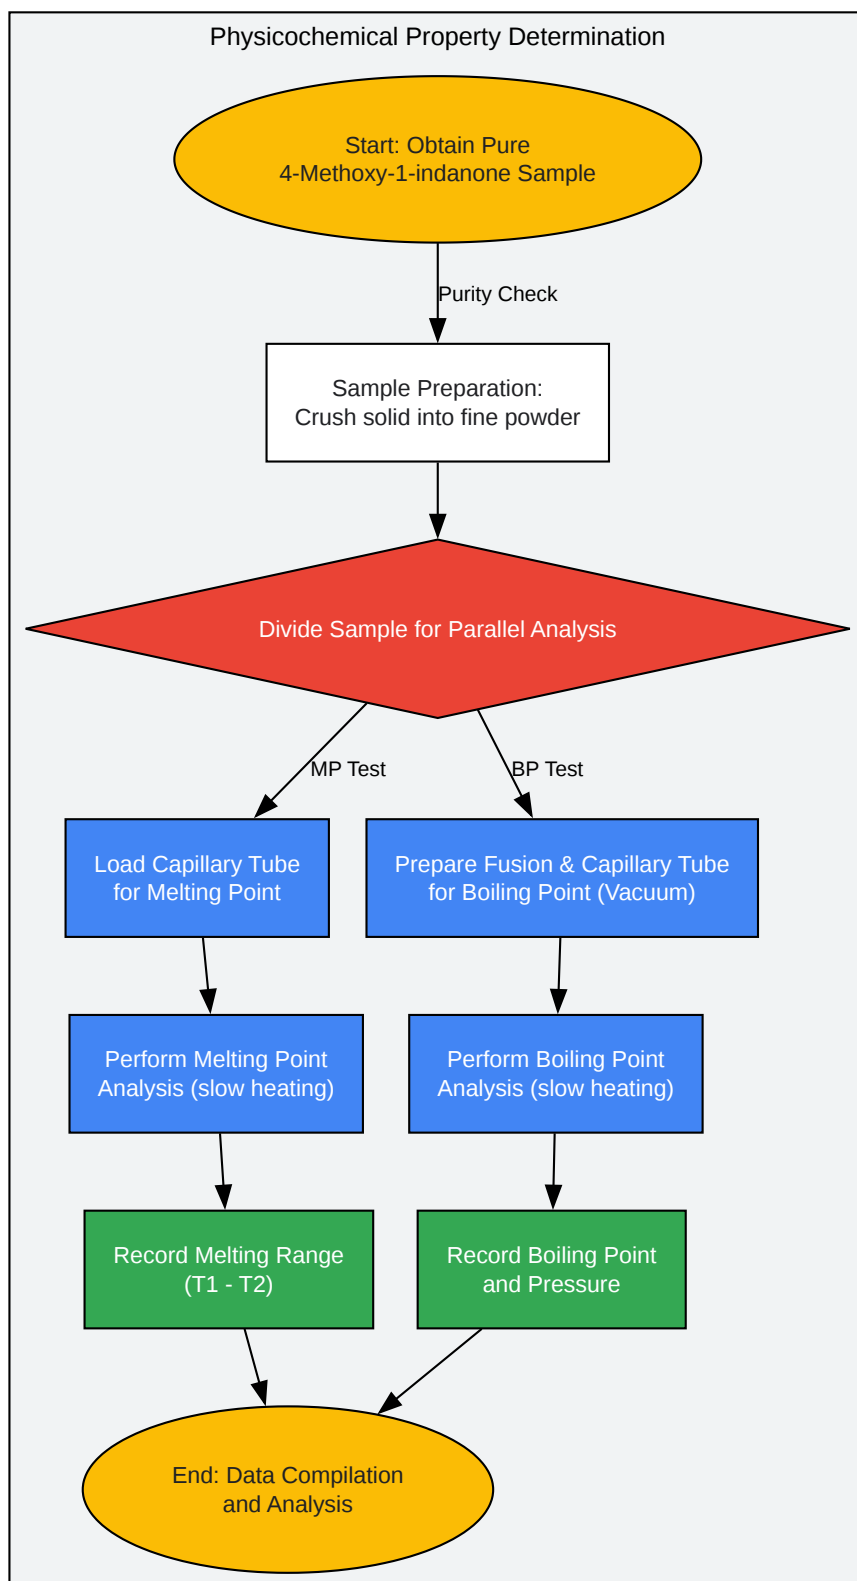 Physicochemical Property Determination
Start: Obtain Pure
4-Methoxy-1-indanone Sample
Purity Check
Sample Preparation:
Crush solid into fine powder
Divide Sample for Parallel Analysis
MP Test
BP Test
Load Capillary Tube
for Melting Point
Prepare Fusion & Capillary Tube
for Boiling Point (Vacuum)
Perform Melting Point
Analysis (slow heating)
Perform Boiling Point
Analysis (slow heating)
Record Melting Range
(T1 - T2)
Record Boiling Point
and Pressure
End: Data Compilation
and Analysis